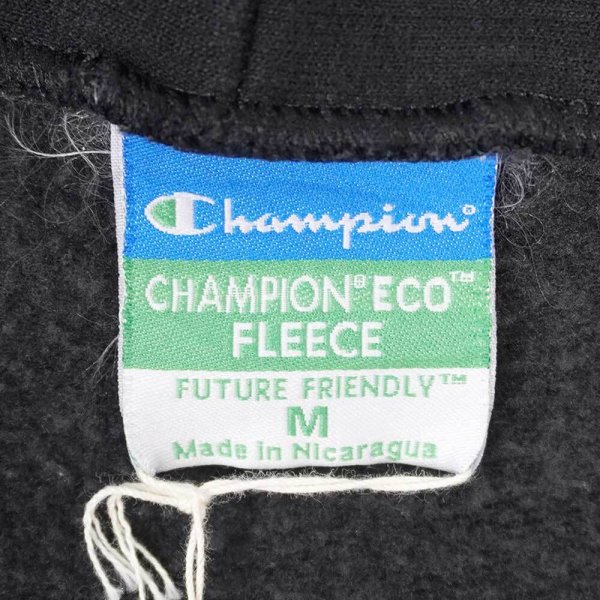 Champion®
CHAMPION® ECO™
FLEECE
FUTURE FRIENDLY™
M
Made in Nicaragua